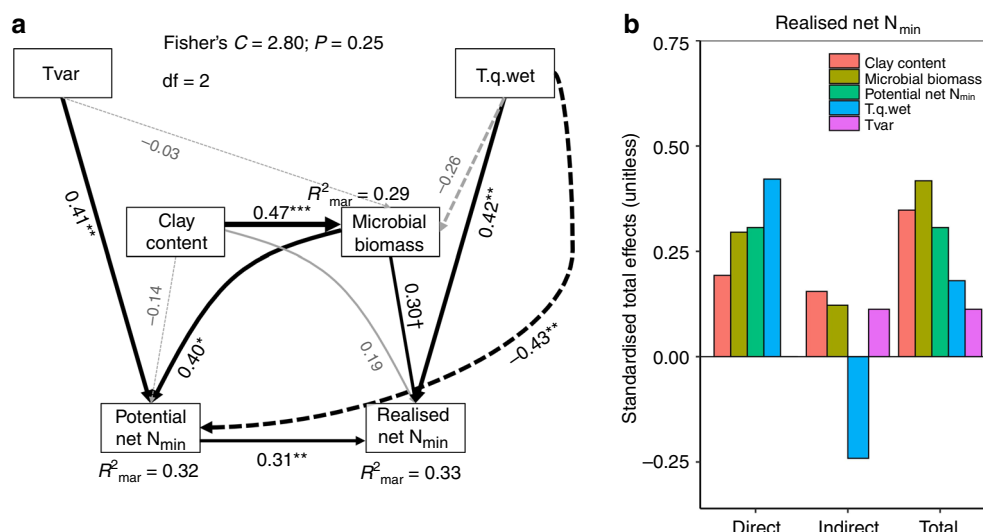 a
Fisher's C = 2.80; P = 0.25
df = 2
Tvar
T.q.wet
−0.03
−0.26
0.41**
0.42**
R²mar = 0.29
0.47***
Clay
content
Microbial
biomass
−0.14
0.40*
0.30†
0.19
−0.43**
Potential
net Nmin
Realised
net Nmin
0.31**
R²mar = 0.32
R²mar = 0.33
b
Realised net Nmin
Standardised total effects (unitless)
0.75
0.50
0.25
0.00
−0.25
Clay content
Microbial biomass
Potential net Nmin
T.q.wet
Tvar
Direct
Indirect
Total